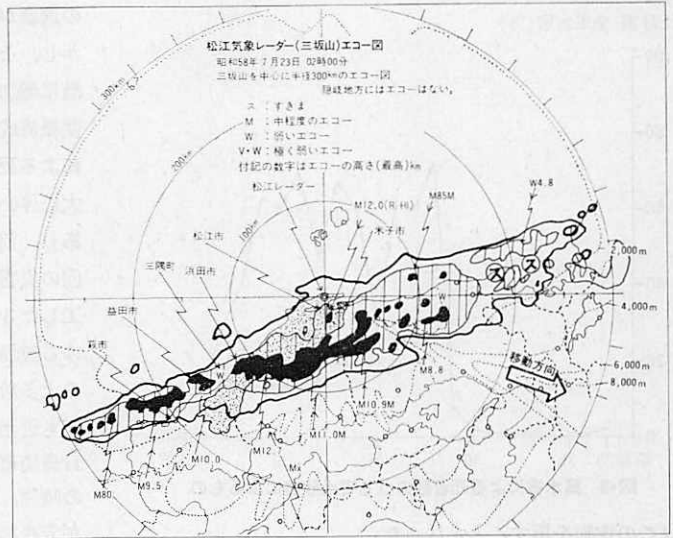 松江気象レーダー(三坂山)エコー図
昭和58年7月23日 02時00分
三坂山を中心に半径300kmのエコー図
隠岐地方にはエコーはない。
ス:すきま
M:中程度のエコー
W:弱いエコー
V・W:極く弱いエコー
付記の数字はエコーの高さ(最高)km
300km
200km
100km
松江レーダー
M12.0(R.Hi)
M85M
W4.8
米子市
松江市
三隅町
浜田市
益田市
萩市
ス
ス
W
W
2,000m
4,000m
6,000m
8,000m
移動方向
M8.8
M10.9M
M11.0M
M12.
M10.0
M9.5
M80